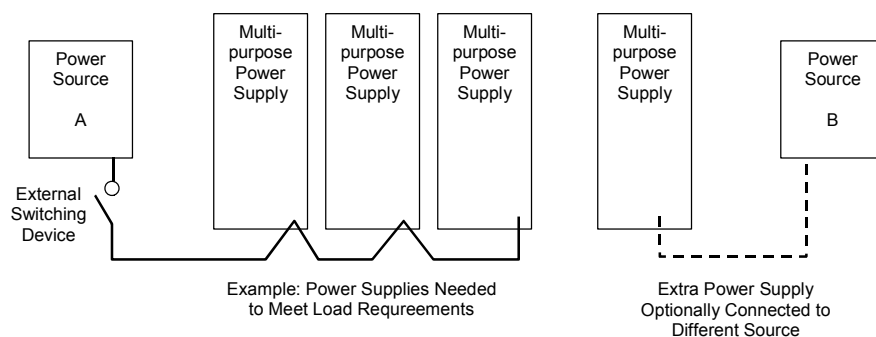 Power
Source
A
External
Switching
Device
Multi-
purpose
Power
Supply
Multi-
purpose
Power
Supply
Multi-
purpose
Power
Supply
Example: Power Supplies Needed
to Meet Load Requreements
Multi-
purpose
Power
Supply
Power
Source
B
Extra Power Supply
Optionally Connected to
Different Source